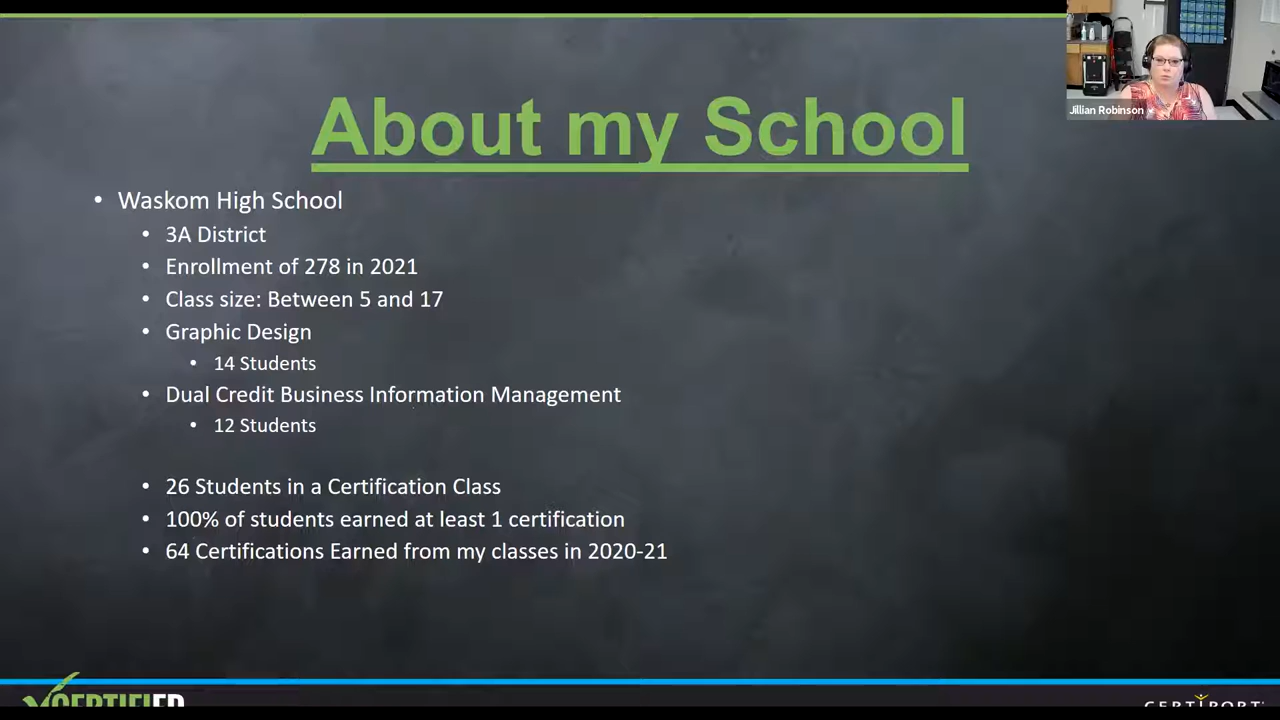 About my School
Jillian Robinson
• Waskom High School
• 3A District
• Enrollment of 278 in 2021
• Class size: Between 5 and 17
• Graphic Design
• 14 Students
• Dual Credit Business Information Management
• 12 Students
• 26 Students in a Certification Class
• 100% of students earned at least 1 certification
• 64 Certifications Earned from my classes in 2020-21
CERTIFIED
CERTIPORT